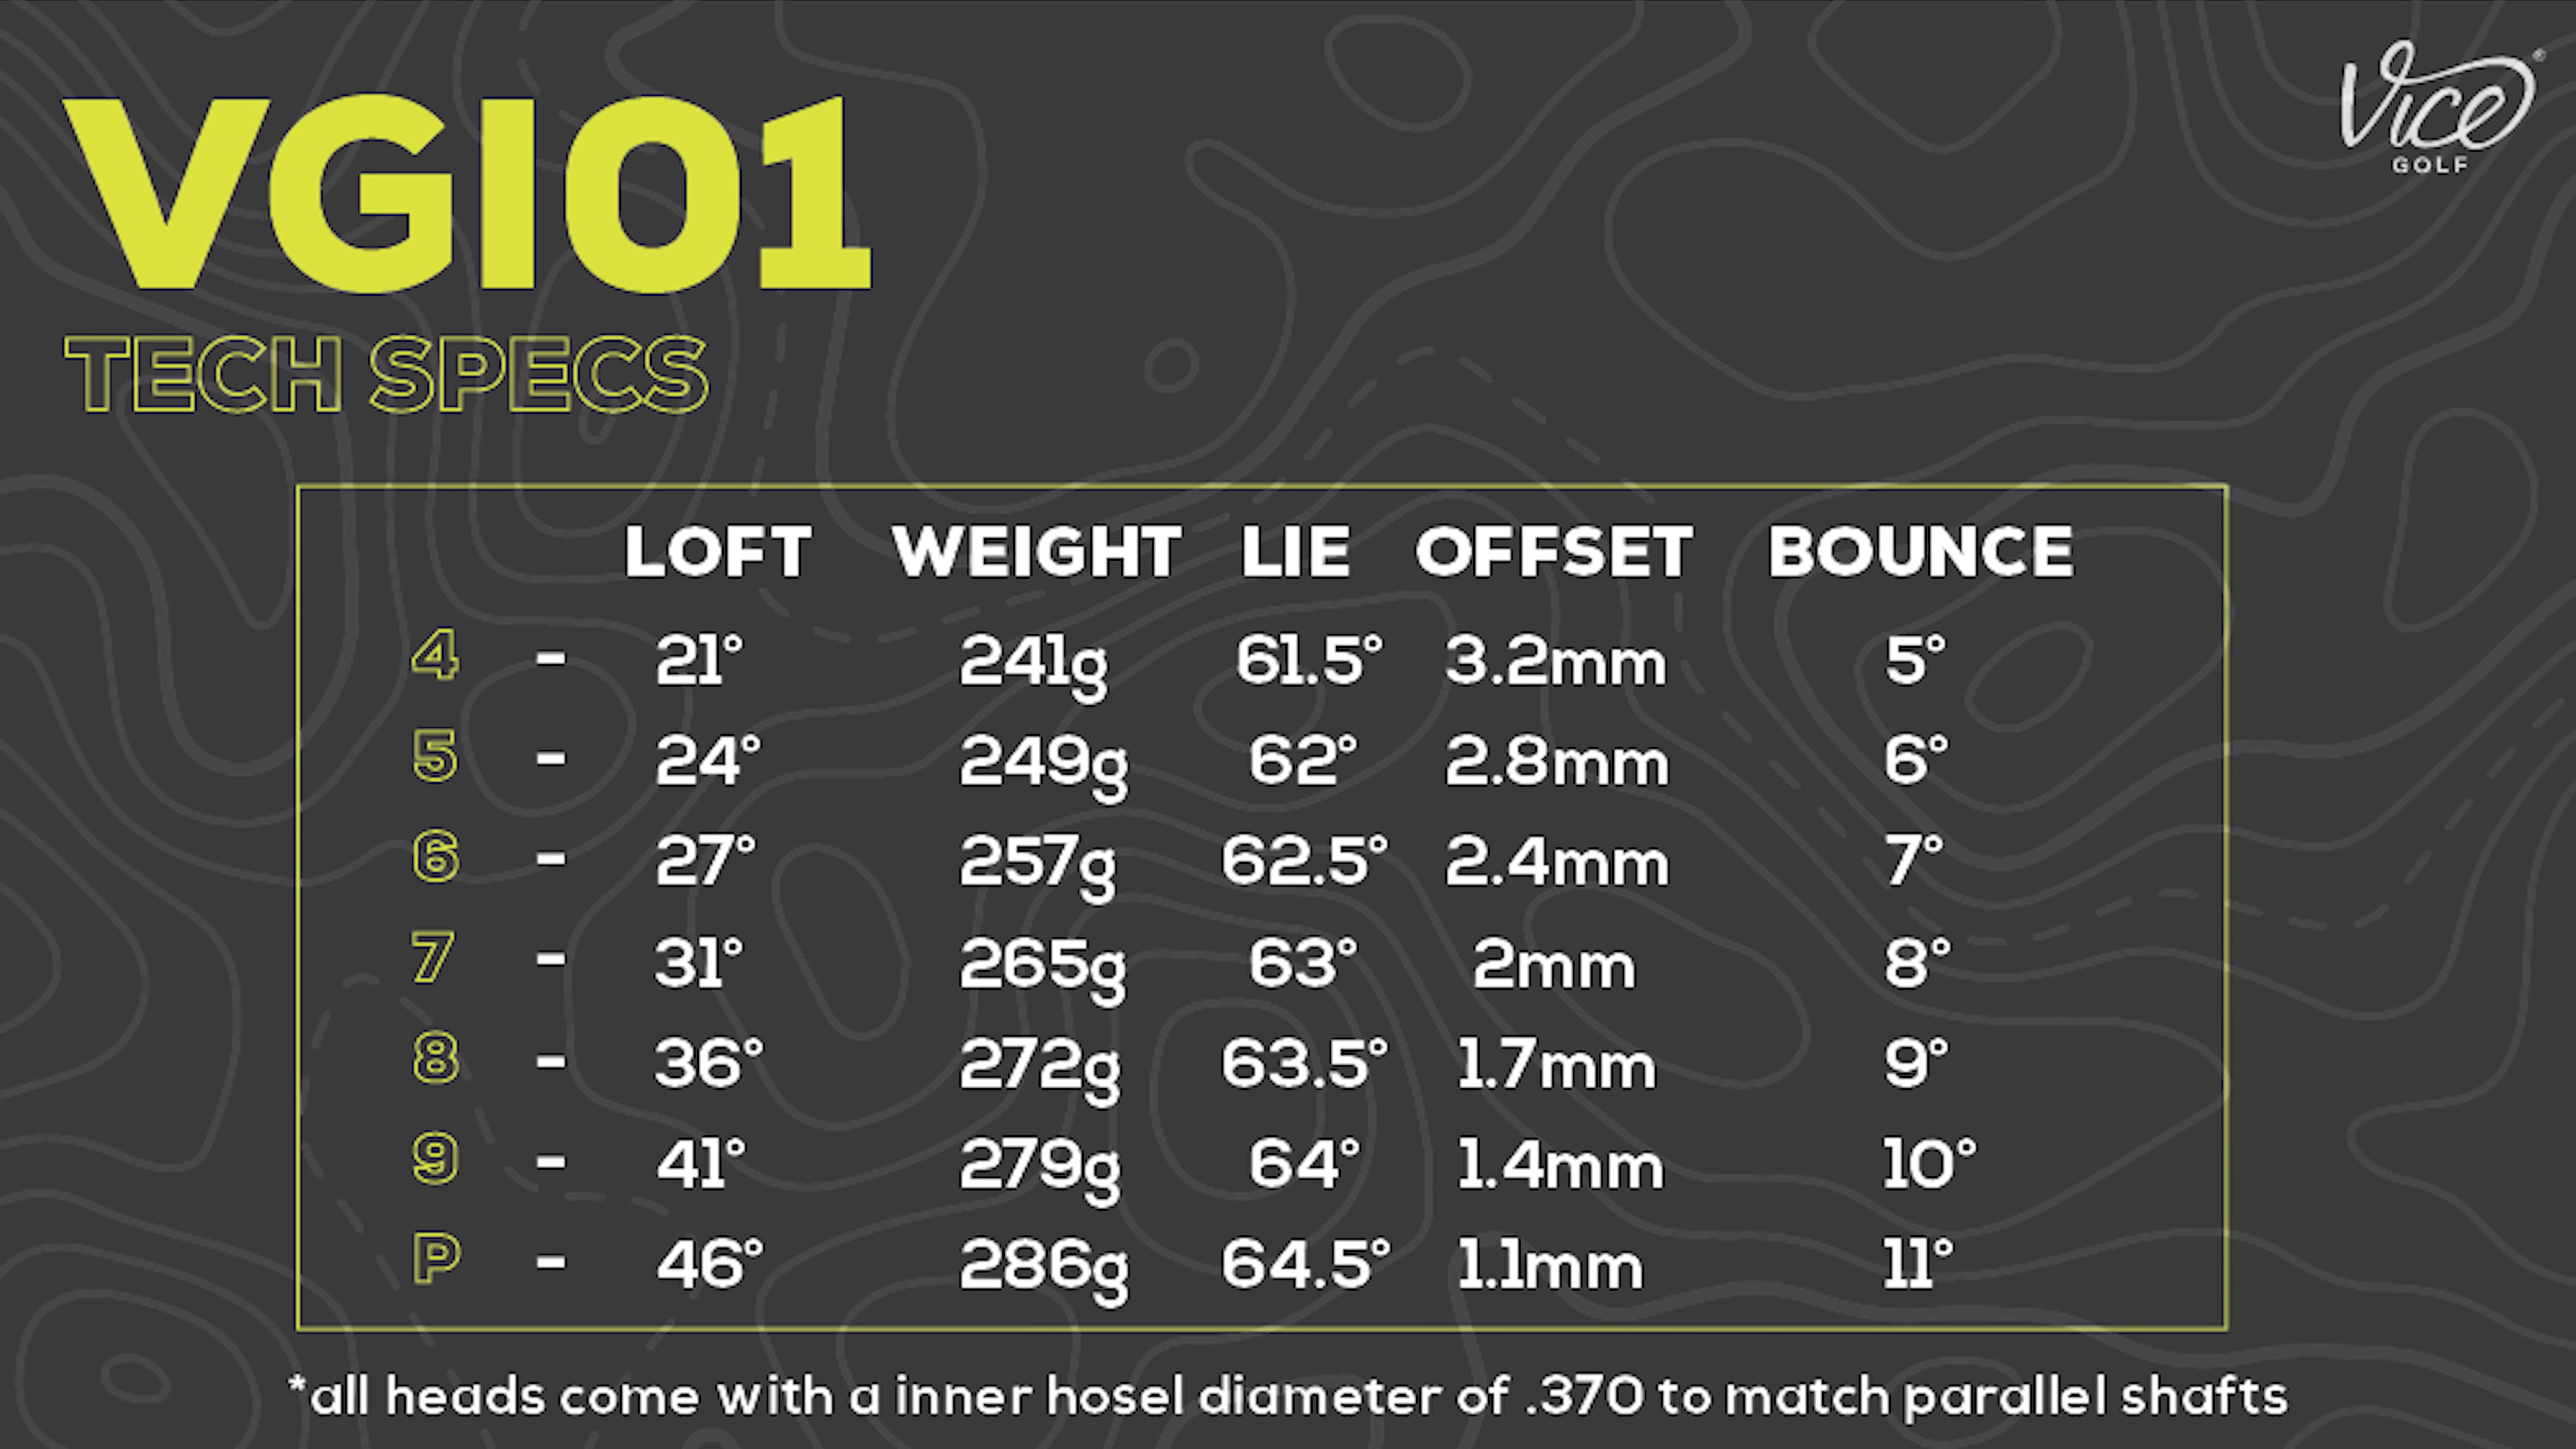 Vice®
GOLF
VGI01
TECH SPECS
LOFT WEIGHT LIE OFFSET BOUNCE
4 - 21° 241g 61.5° 3.2mm 5°
5 - 24° 249g 62° 2.8mm 6°
6 - 27° 257g 62.5° 2.4mm 7°
7 - 31° 265g 63° 2mm 8°
8 - 36° 272g 63.5° 1.7mm 9°
9 - 41° 279g 64° 1.4mm 10°
P - 46° 286g 64.5° 1.1mm 11°
*all heads come with a inner hosel diameter of .370 to match parallel shafts